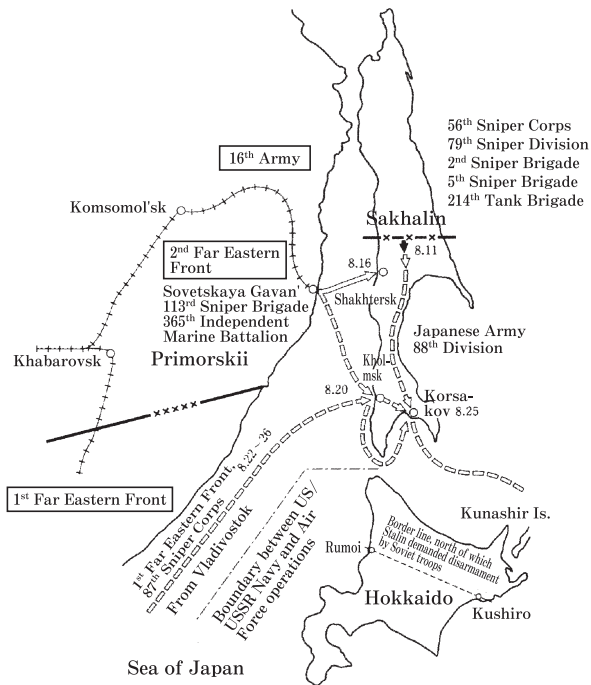 16th Army
Komsomol'sk
2nd Far Eastern
Front
Sovetskaya Gavan'
113rd Sniper Brigade
365th Independent
Marine Battalion
56th Sniper Corps
79th Sniper Division
2nd Sniper Brigade
5th Sniper Brigade
214th Tank Brigade
Sakhalin
8.11
8.16
Shakhtersk
Japanese Army
88th Division
Khabarovsk
Primorskii
Khol-
msk
8.20
Korsa-
kov 8.25
1st Far Eastern Front
8.22~26
1st Far Eastern Front,
87th Sniper Corps
From Vladivostok
Boundary between US/
USSR Navy and Air
Force operations
Kunashir Is.
Border line, north of which
Stalin demanded disarmament
by Soviet troops
Rumoi
Hokkaido
Kushiro
Sea of Japan